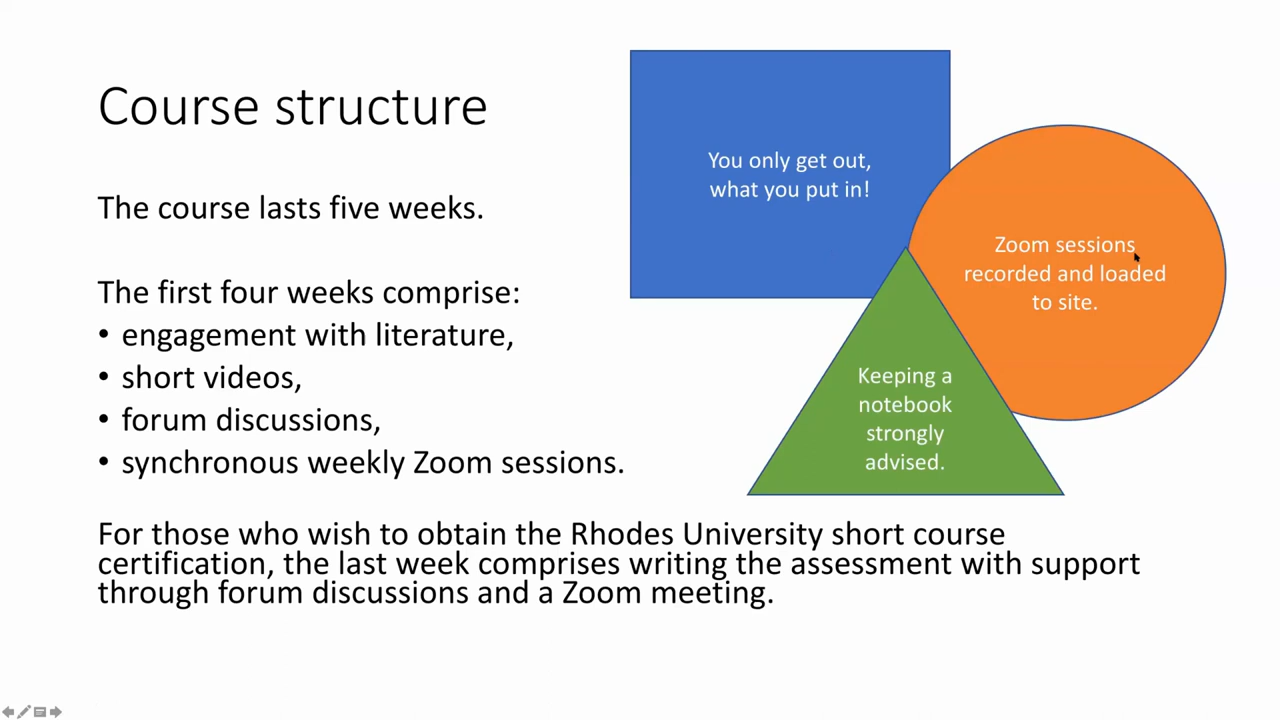 Course structure
The course lasts five weeks.
The first four weeks comprise:
• engagement with literature,
• short videos,
• forum discussions,
• synchronous weekly Zoom sessions.
For those who wish to obtain the Rhodes University short course
certification, the last week comprises writing the assessment with support
through forum discussions and a Zoom meeting.
You only get out,
what you put in!
Zoom sessions
recorded and loaded
to site.
Keeping a
notebook
strongly
advised.